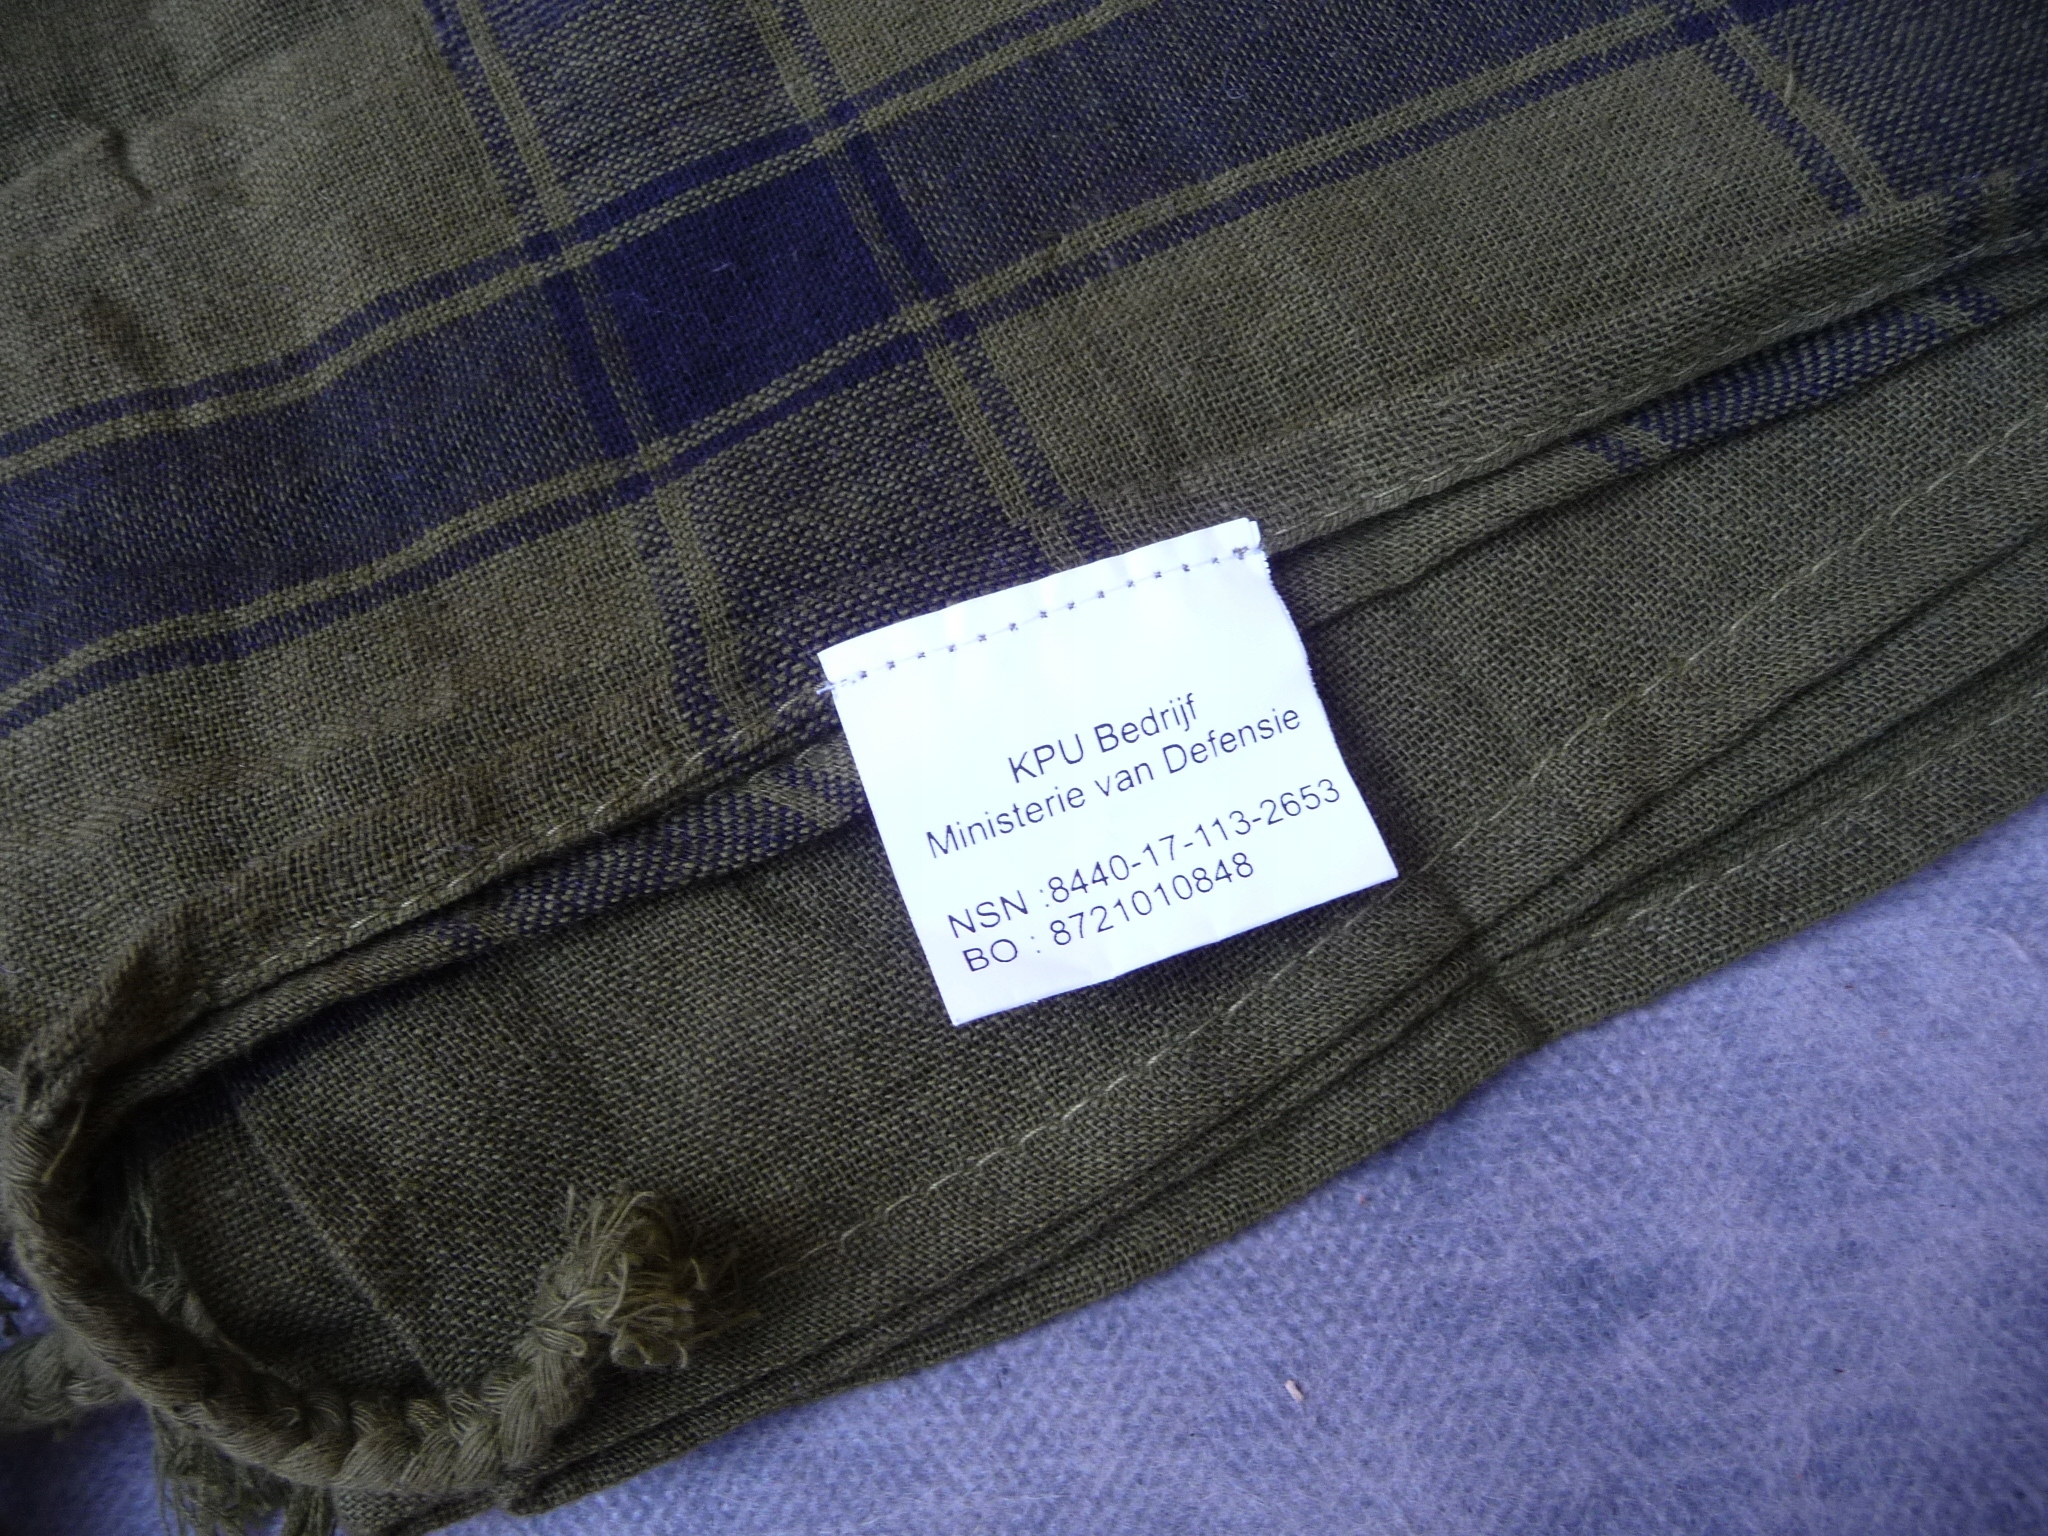 KPU Bedrijf
Ministerie van Defensie
NSN :8440-17-113-2653
BO : 8721010848